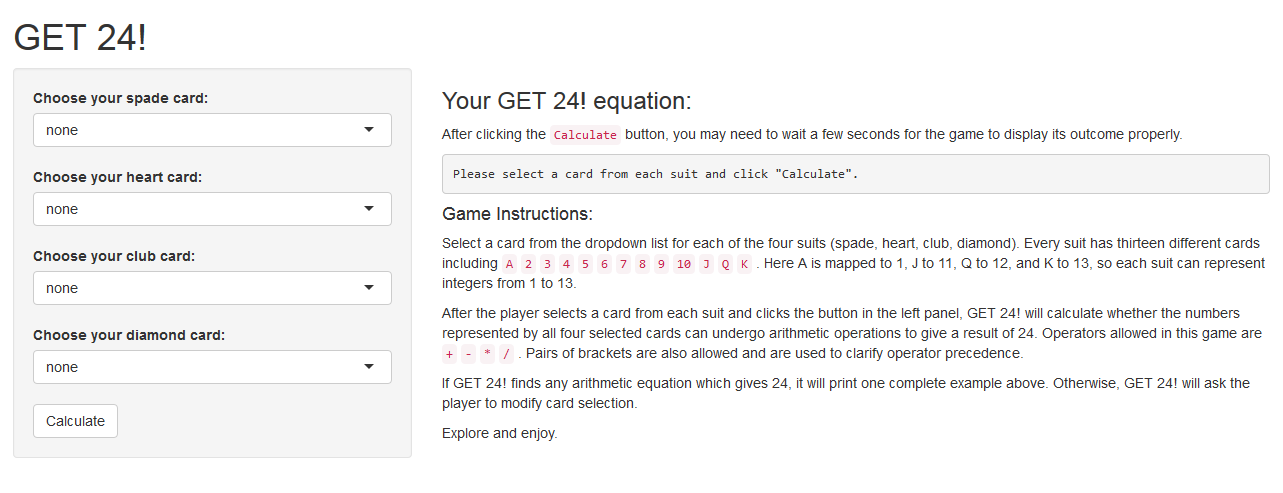 GET 24!
Choose your spade card:
none
Choose your heart card:
none
Choose your club card:
none
Choose your diamond card:
none
Calculate
Your GET 24! equation:
After clicking the Calculate button, you may need to wait a few seconds for the game to display its outcome properly.
Please select a card from each suit and click "Calculate".
Game Instructions:
Select a card from the dropdown list for each of the four suits (spade, heart, club, diamond). Every suit has thirteen different cards
including A 2 3 4 5 6 7 8 9 10 J Q K . Here A is mapped to 1, J to 11, Q to 12, and K to 13, so each suit can represent
integers from 1 to 13.
After the player selects a card from each suit and clicks the button in the left panel, GET 24! will calculate whether the numbers
represented by all four selected cards can undergo arithmetic operations to give a result of 24. Operators allowed in this game are
+ - * / . Pairs of brackets are also allowed and are used to clarify operator precedence.
If GET 24! finds any arithmetic equation which gives 24, it will print one complete example above. Otherwise, GET 24! will ask the
player to modify card selection.
Explore and enjoy.